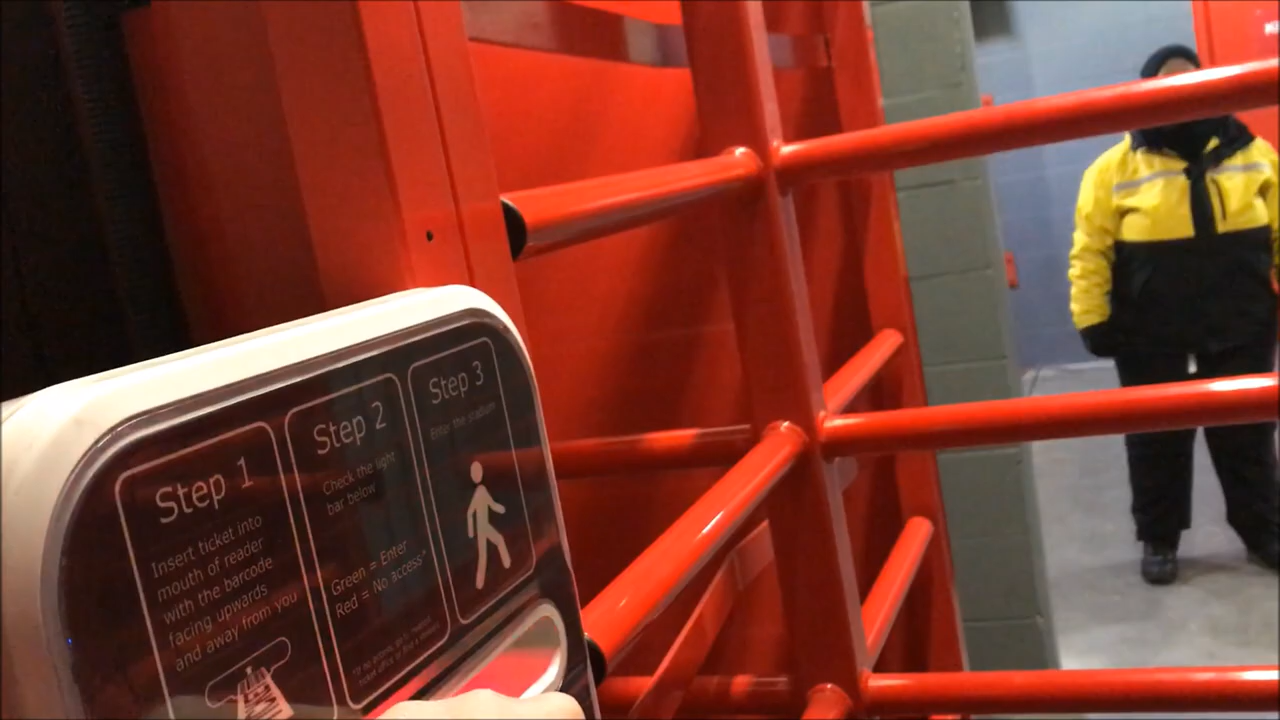 Step 1
Insert ticket into
mouth of reader
with the barcode
facing upwards
and away from you
Step 2
Check the light
bar below
Green = Enter
Red = No access*
Step 3
Enter the stadium